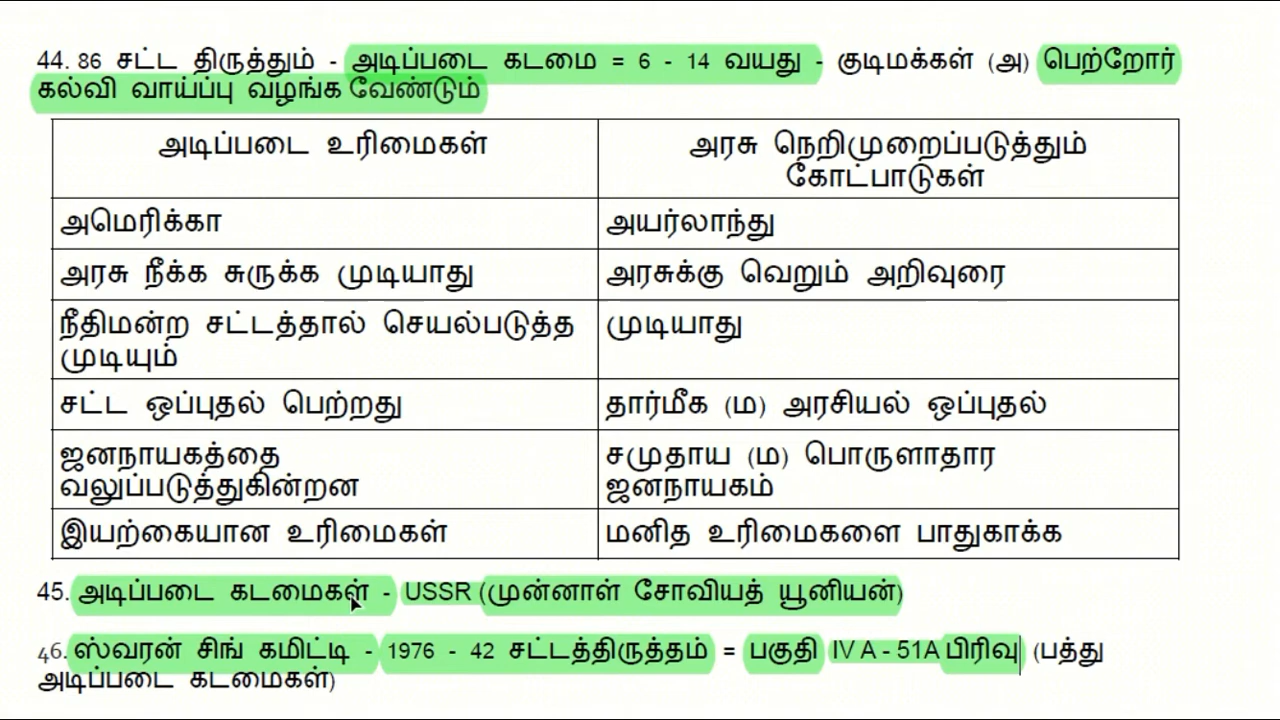 44. 86 சட்ட திருத்தும் - அடிப்படை கடமை = 6 - 14 வயது - குடிமக்கள் (அ) பெற்றோர்
கல்வி வாய்ப்பு வழங்க வேண்டும்
அடிப்படை உரிமைகள்
அரசு நெறிமுறைப்படுத்தும்
கோட்பாடுகள்
அமெரிக்கா
அயர்லாந்து
அரசு நீக்க சுருக்க முடியாது
அரசுக்கு வெறும் அறிவுரை
நீதிமன்ற சட்டத்தால் செயல்படுத்த
முடியும்
முடியாது
சட்ட ஒப்புதல் பெற்றது
தார்மீக (ம) அரசியல் ஒப்புதல்
ஜனநாயகத்தை
வலுப்படுத்துகின்றன
சமுதாய (ம) பொருளாதார
ஜனநாயகம்
இயற்கையான உரிமைகள்
மனித உரிமைகளை பாதுகாக்க
45. அடிப்படை கடமைகள் - USSR (முன்னாள் சோவியத் யூனியன்)
46. ஸ்வரன் சிங் கமிட்டி - 1976 - 42 சட்டத்திருத்தம் = பகுதி IV A - 51A பிரிவு (பத்து
அடிப்படை கடமைகள்)